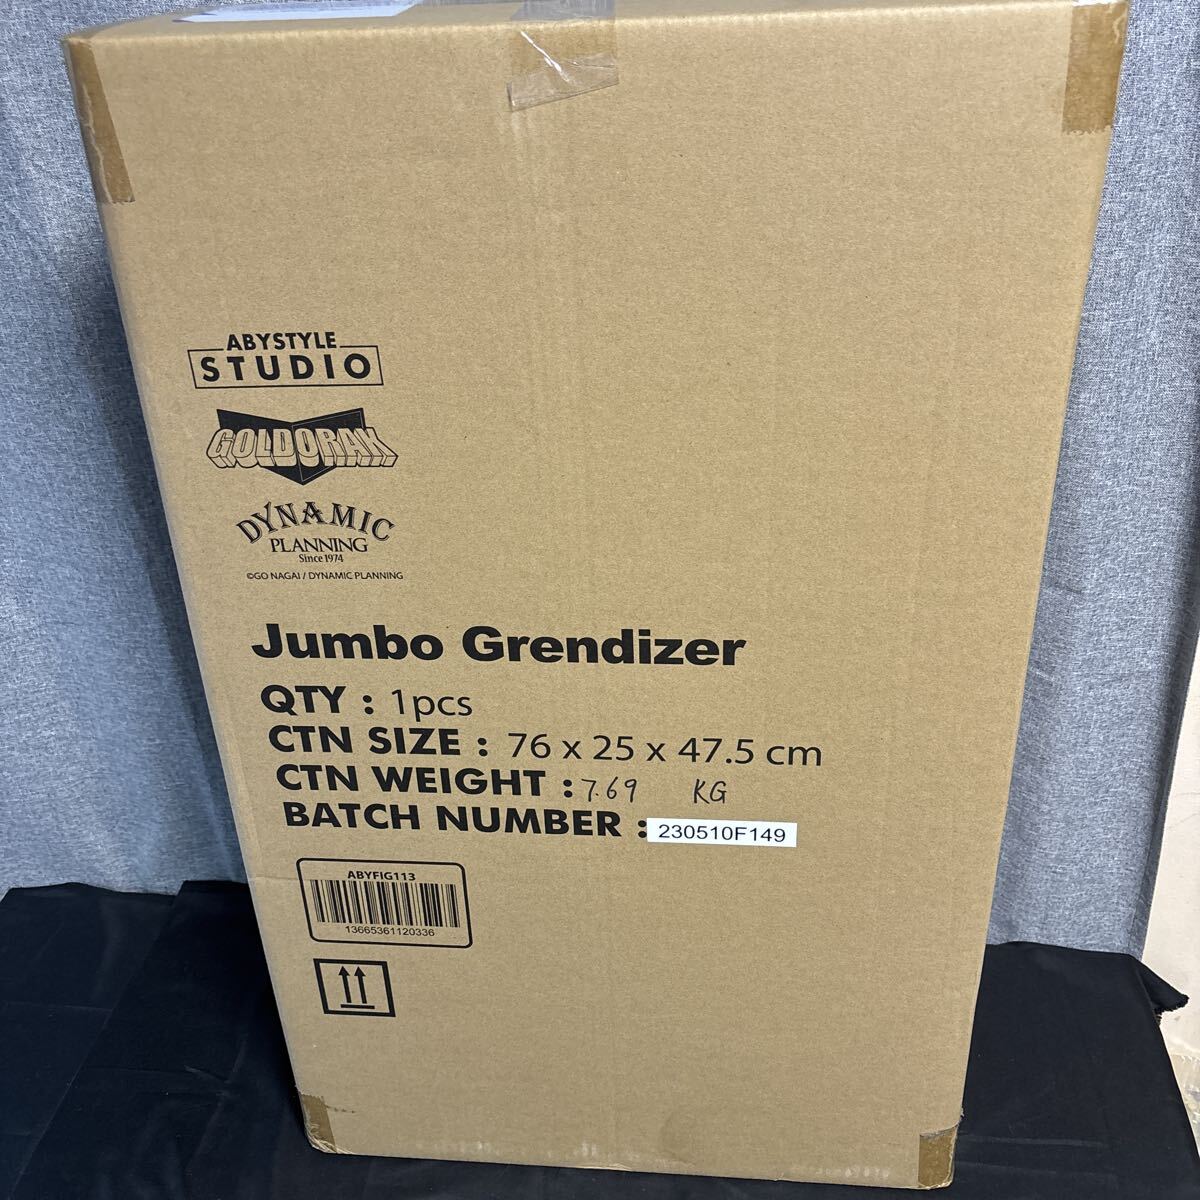 ABYSTYLE
STUDIO
GOLDORAK
DYNAMIC
PLANNING
Since 1974
©GO NAGAI / DYNAMIC PLANNING
Jumbo Grendizer
QTY : 1pcs
CTN SIZE : 76 x 25 x 47.5 cm
CTN WEIGHT : 7.69 KG
BATCH NUMBER : 230510F149
ABYFIG113
13665361120336